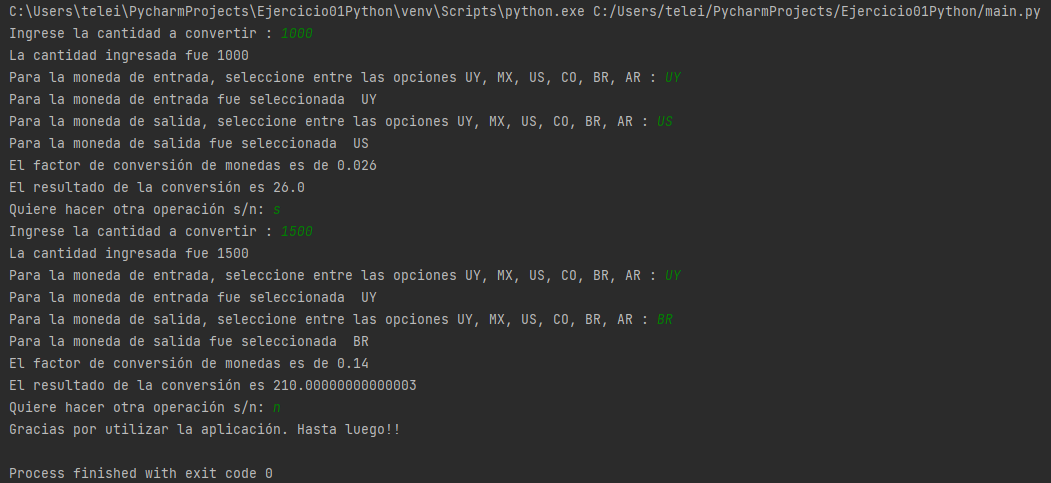 C:\Users\telei\PycharmProjects\Ejercicio01Python\venv\Scripts\python.exe C:/Users/telei/PycharmProjects/Ejercicio01Python/main.py
Ingrese la cantidad a convertir : 1000
La cantidad ingresada fue 1000
Para la moneda de entrada, seleccione entre las opciones UY, MX, US, CO, BR, AR : UY
Para la moneda de entrada fue seleccionada  UY
Para la moneda de salida, seleccione entre las opciones UY, MX, US, CO, BR, AR : US
Para la moneda de salida fue seleccionada  US
El factor de conversión de monedas es de 0.026
El resultado de la conversión es 26.0
Quiere hacer otra operación s/n: s
Ingrese la cantidad a convertir : 1500
La cantidad ingresada fue 1500
Para la moneda de entrada, seleccione entre las opciones UY, MX, US, CO, BR, AR : UY
Para la moneda de entrada fue seleccionada  UY
Para la moneda de salida, seleccione entre las opciones UY, MX, US, CO, BR, AR : BR
Para la moneda de salida fue seleccionada  BR
El factor de conversión de monedas es de 0.14
El resultado de la conversión es 210.00000000000003
Quiere hacer otra operación s/n: n
Gracias por utilizar la aplicación. Hasta luego!!
Process finished with exit code 0